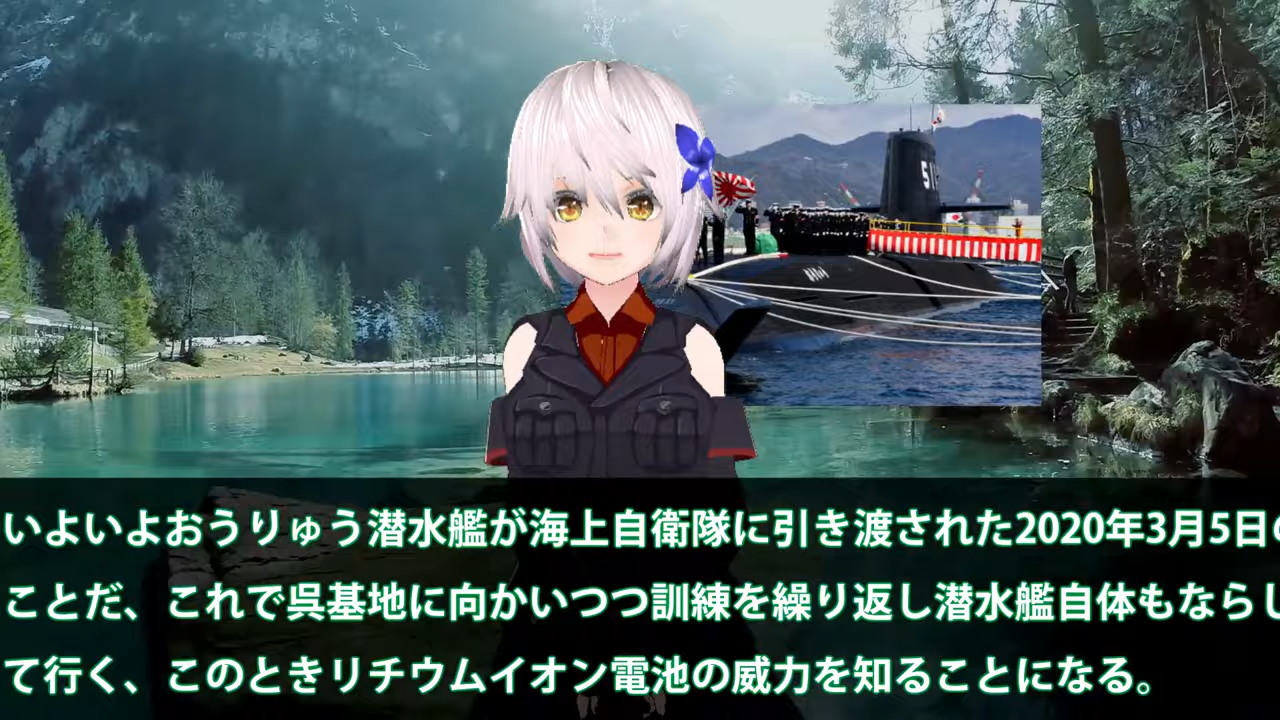 51
いよいよおうりゅう潜水艦が海上自衛隊に引き渡された2020年3月5日の
ことだ、これで呉基地に向かいつつ訓練を繰り返し潜水艦自体もならし
て行く、このときリチウムイオン電池の威力を知ることになる。